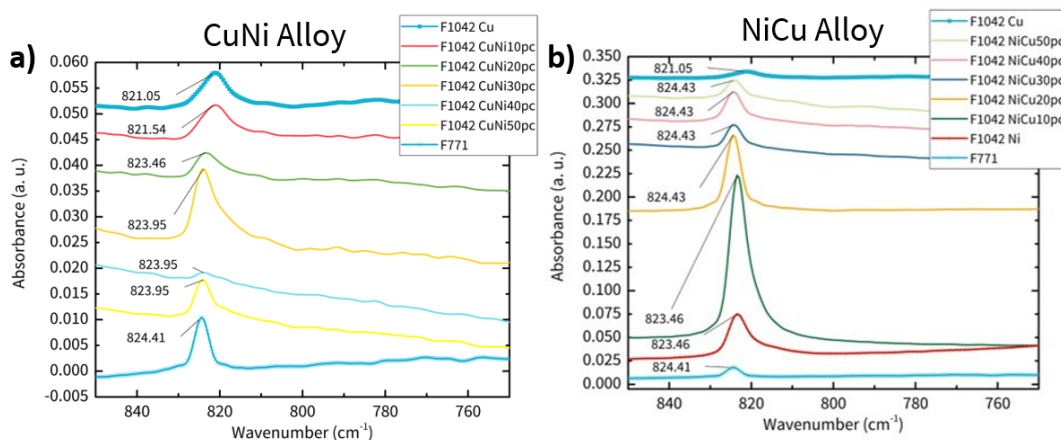 a)
CuNi Alloy
F1042 Cu
F1042 CuNi10pc
F1042 CuNi20pc
F1042 CuNi30pc
F1042 CuNi40pc
F1042 CuNi50pc
F771
0.060
0.055
0.050
0.045
0.040
0.035
0.030
0.025
0.020
0.015
0.010
0.005
0.000
-0.005
Absorbance (a. u.)
821.05
821.54
823.46
823.95
823.95
823.95
824.41
840 820 800 780 760
Wavenumber (cm⁻¹)
b)
NiCu Alloy
F1042 Cu
F1042 NiCu50pc
F1042 NiCu40pc
F1042 NiCu30pc
F1042 NiCu20pc
F1042 NiCu10pc
F1042 Ni
F771
0.350
0.325
0.300
0.275
0.250
0.225
0.200
0.175
0.150
0.125
0.100
0.075
0.050
0.025
0.000
Absorbance (a. u.)
821.05
824.43
824.43
824.43
824.43
823.46
823.46
824.41
840 820 800 780 760
Wavenumber (cm⁻¹)